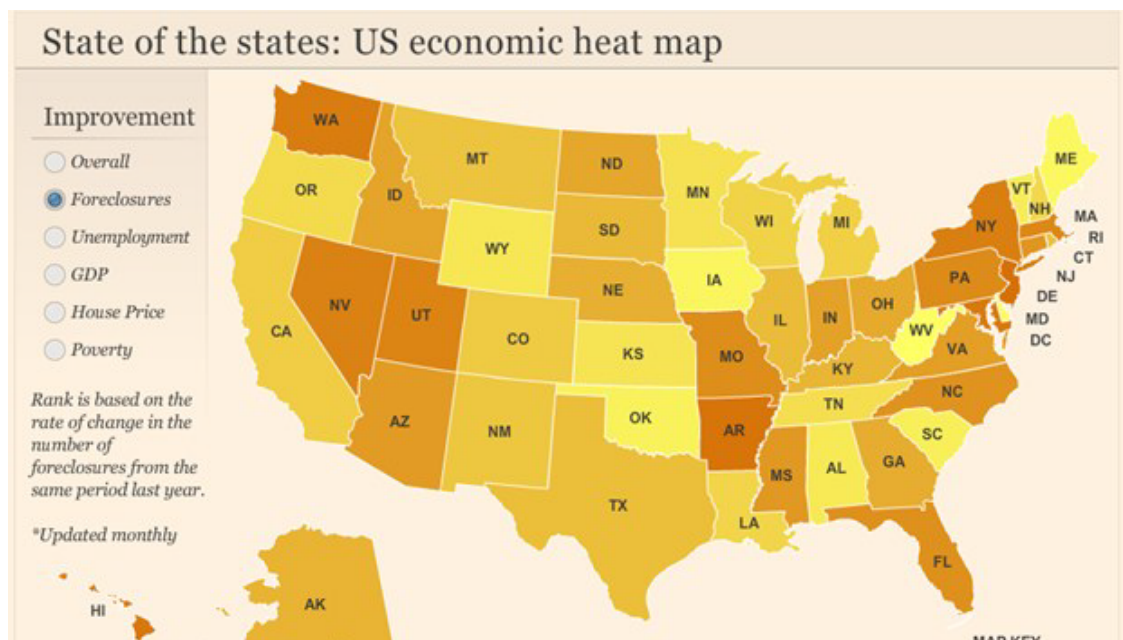 State of the states: US economic heat map
Improvement
Overall
Foreclosures
Unemployment
GDP
House Price
Poverty
Rank is based on the
rate of change in the
number of
foreclosures from the
same period last year.
*Updated monthly
WA
MT
ND
MN
ME
OR
ID
VT
NH
WI
MI
NY
MA
RI
CT
NJ
DE
MD
DC
WY
SD
NE
IA
PA
NV
UT
CO
KS
MO
IL
IN
OH
WV
VA
KY
CA
AZ
NM
OK
AR
TN
NC
SC
MS
AL
GA
TX
LA
FL
HI
AK
MAP KEY